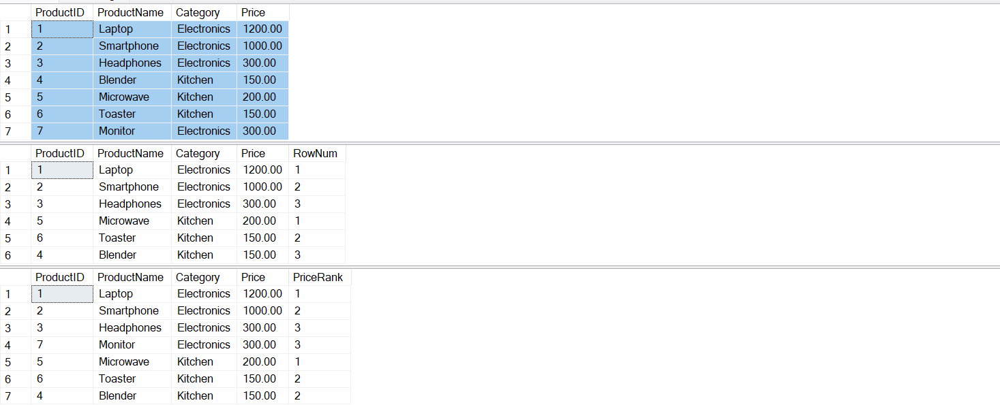 ProductID ProductName Category Price
1 1 Laptop Electronics 1200.00
2 2 Smartphone Electronics 1000.00
3 3 Headphones Electronics 300.00
4 4 Blender Kitchen 150.00
5 5 Microwave Kitchen 200.00
6 6 Toaster Kitchen 150.00
7 7 Monitor Electronics 300.00
ProductID ProductName Category Price RowNum
1 1 Laptop Electronics 1200.00 1
2 2 Smartphone Electronics 1000.00 2
3 3 Headphones Electronics 300.00 3
4 5 Microwave Kitchen 200.00 1
5 6 Toaster Kitchen 150.00 2
6 4 Blender Kitchen 150.00 3
ProductID ProductName Category Price PriceRank
1 1 Laptop Electronics 1200.00 1
2 2 Smartphone Electronics 1000.00 2
3 3 Headphones Electronics 300.00 3
4 7 Monitor Electronics 300.00 3
5 5 Microwave Kitchen 200.00 1
6 6 Toaster Kitchen 150.00 2
7 4 Blender Kitchen 150.00 2